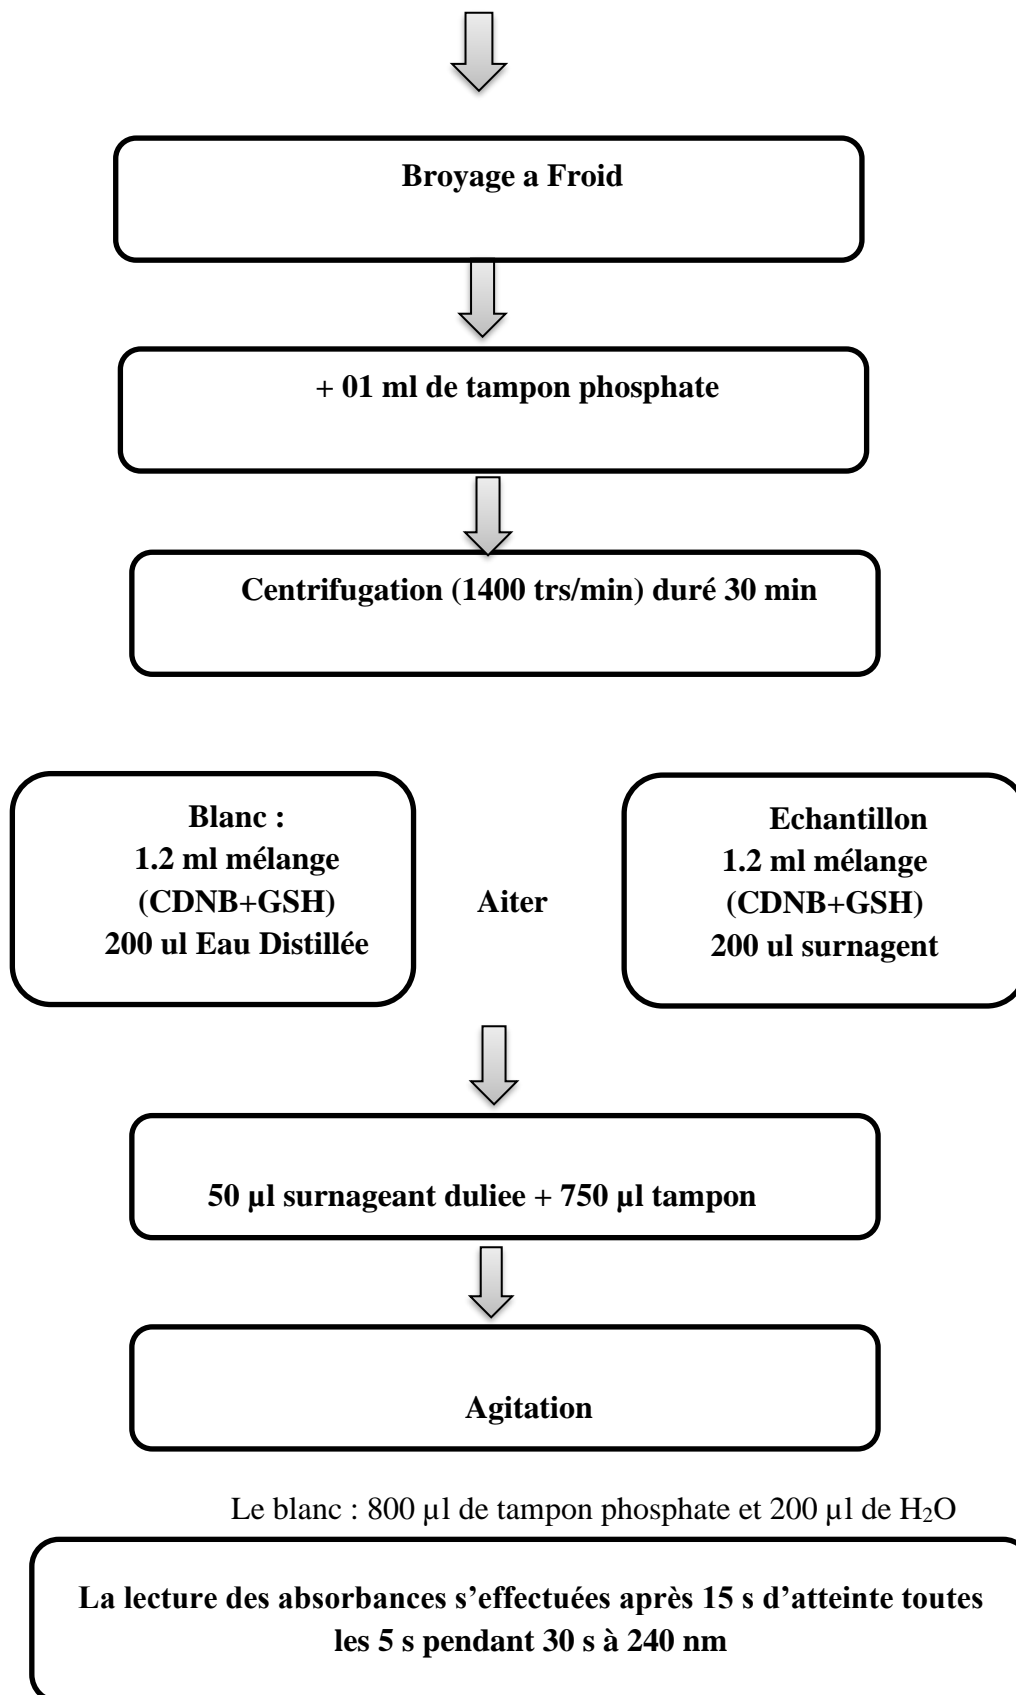 Broyage a Froid
+ 01 ml de tampon phosphate
Centrifugation (1400 trs/min) duré 30 min
Blanc :
1.2 ml mélange
(CDNB+GSH)
200 ul Eau Distillée
Aiter
Echantillon
1.2 ml mélange
(CDNB+GSH)
200 ul surnagent
50 µl surnageant duliee + 750 µl tampon
Agitation
Le blanc : 800 µl de tampon phosphate et 200 µl de H₂O
La lecture des absorbances s’effectuées après 15 s d’atteinte toutes
les 5 s pendant 30 s à 240 nm